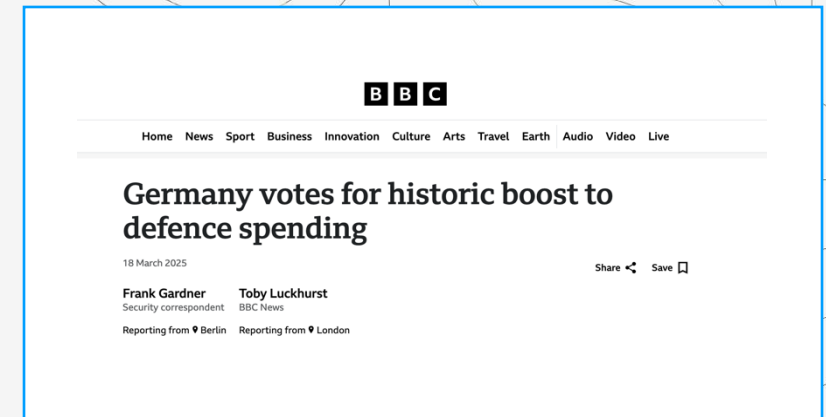 BBC
Home News Sport Business Innovation Culture Arts Travel Earth Audio Video Live
Germany votes for historic boost to
defence spending
18 March 2025
Share Save
Frank Gardner Toby Luckhurst
Security correspondent BBC News
Reporting from Berlin Reporting from London